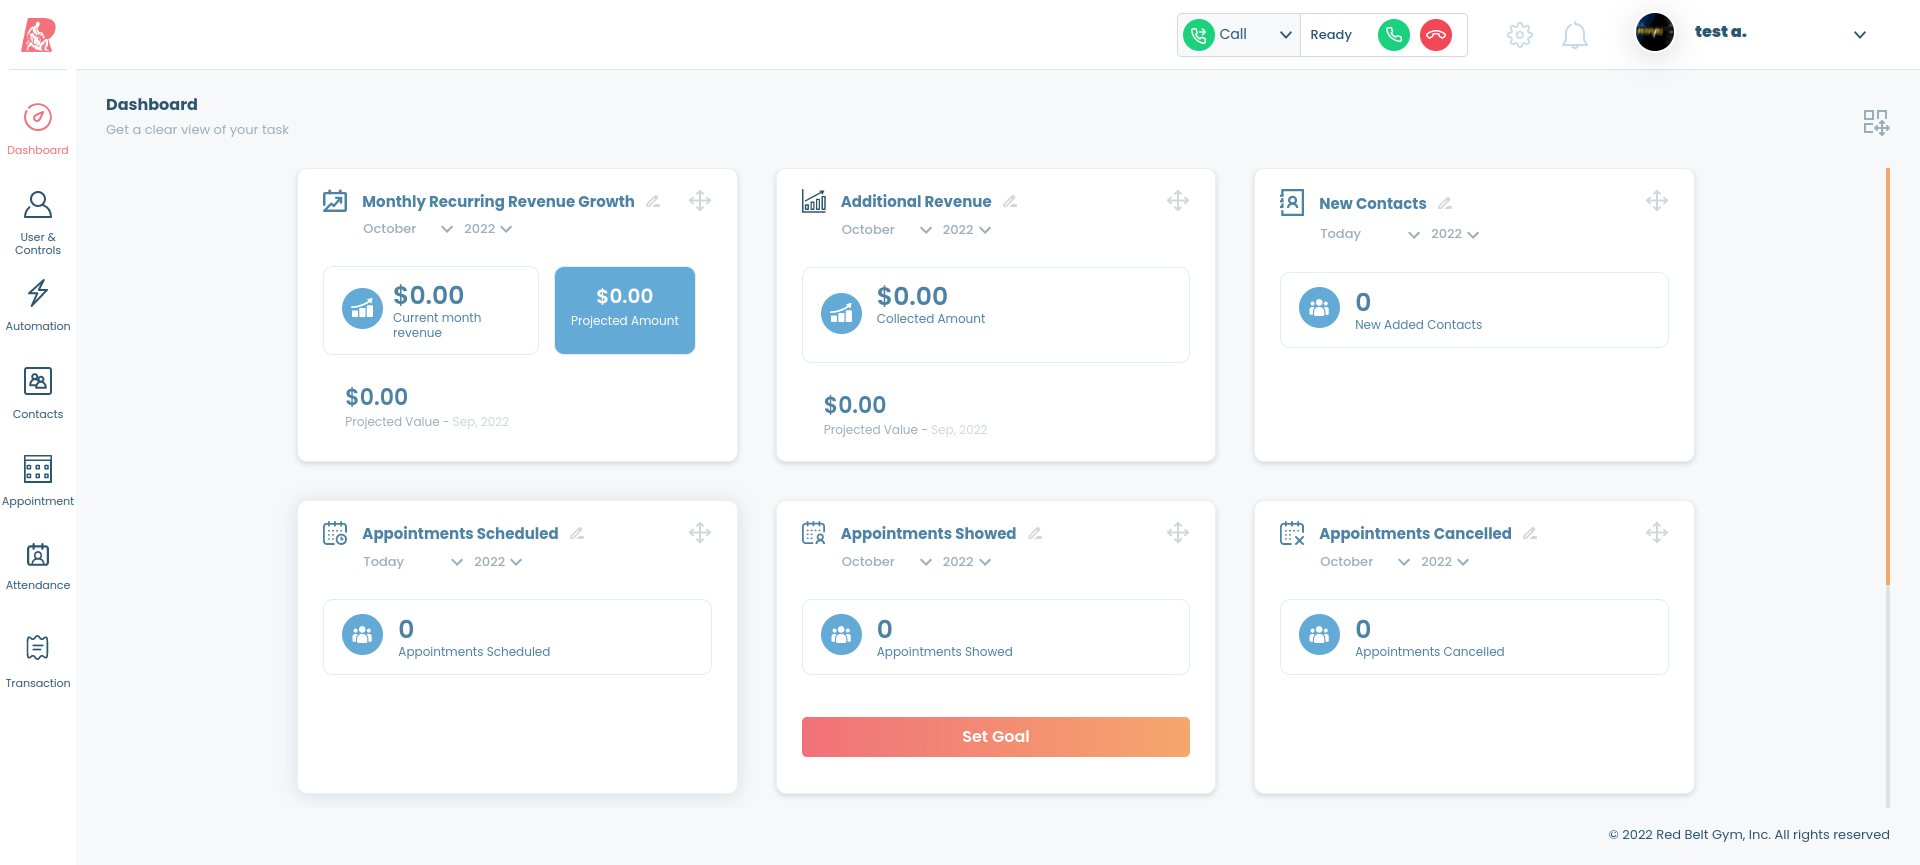 Call
Ready
test a.
Dashboard
Get a clear view of your task
Dashboard
User &
Controls
Automation
Contacts
Appointment
Attendance
Transaction
Monthly Recurring Revenue Growth
October 2022
$0.00
Current month
revenue
$0.00
Projected Amount
$0.00
Projected Value - Sep, 2022
Additional Revenue
October 2022
$0.00
Collected Amount
$0.00
Projected Value - Sep, 2022
New Contacts
Today 2022
0
New Added Contacts
Appointments Scheduled
Today 2022
0
Appointments Scheduled
Appointments Showed
October 2022
0
Appointments Showed
Set Goal
Appointments Cancelled
October 2022
0
Appointments Cancelled
© 2022 Red Belt Gym, Inc. All rights reserved